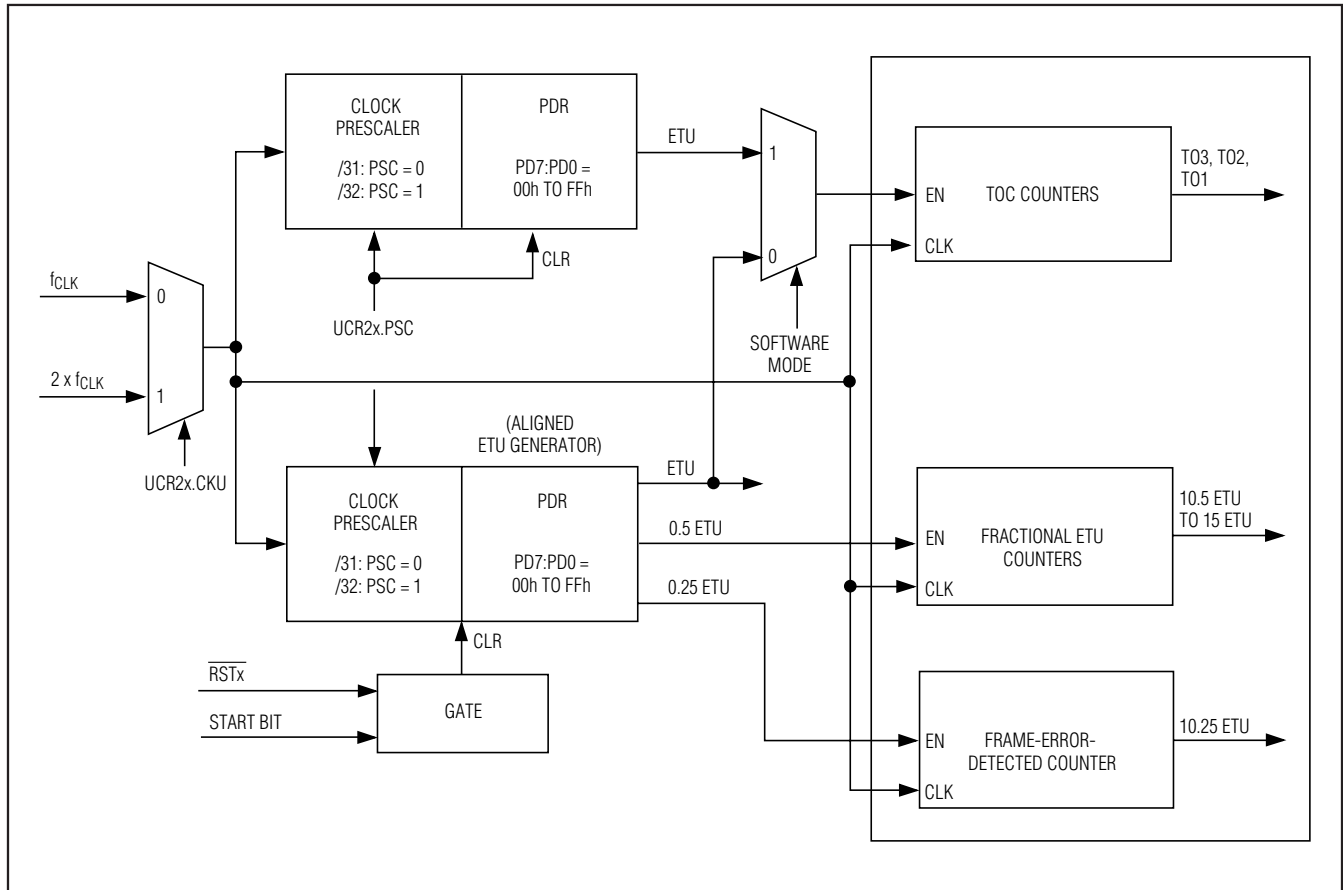 CLOCK
PRESCALER
/31: PSC = 0
/32: PSC = 1
PDR
PD7:PD0 =
00h TO FFh
ETU
1
0
CLR
UCR2x.PSC
SOFTWARE
MODE
fCLK
0
2 x fCLK
1
UCR2x.CKU
EN
TOC COUNTERS
CLK
TO3, TO2,
TO1
(ALIGNED
ETU GENERATOR)
CLOCK
PRESCALER
/31: PSC = 0
/32: PSC = 1
PDR
PD7:PD0 =
00h TO FFh
ETU
0.5 ETU
0.25 ETU
CLR
RSTx
START BIT
GATE
EN
FRACTIONAL ETU
COUNTERS
CLK
10.5 ETU
TO 15 ETU
EN
FRAME-ERROR-
DETECTED COUNTER
CLK
10.25 ETU